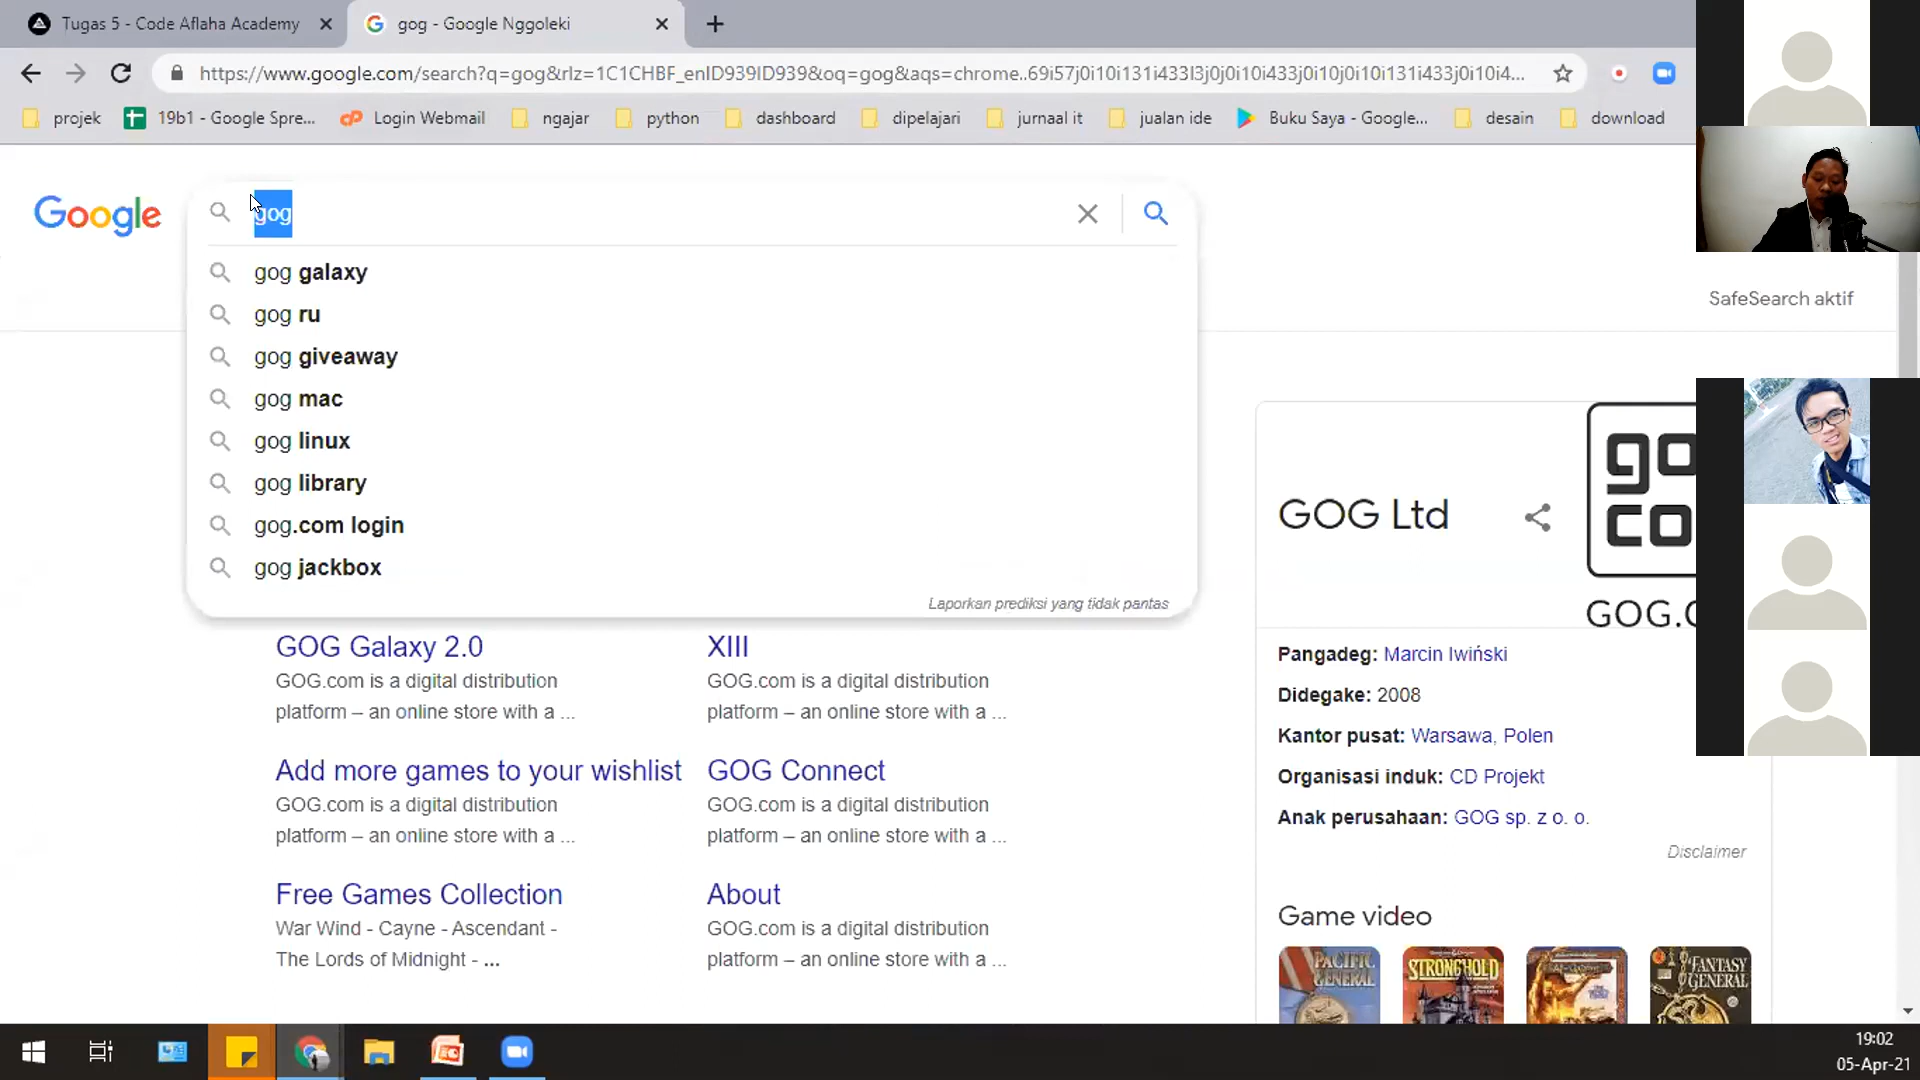 Tugas 5 - Code Aflaha Academy
gog - Google Nggoleki
https://www.google.com/search?q=gog&rlz=1C1CHBF_enID939ID939&oq=gog&aqs=chrome..69i57j0i10i131i433l3j0j0i10i433j0i10j0i10i131i433j0i10i4...
projek
19b1 - Google Spre...
Login Webmail
ngajar
python
dashboard
dipelajari
jurnaal it
jualan ide
Buku Saya - Google...
desain
download
Google
gog
SafeSearch aktif
gog galaxy
gog ru
gog giveaway
gog mac
gog linux
gog library
gog.com login
gog jackbox
Laporkan prediksi yang tidak pantas
GOG Galaxy 2.0
GOG.com is a digital distribution
platform – an online store with a ...
XIII
GOG.com is a digital distribution
platform – an online store with a ...
Add more games to your wishlist
GOG.com is a digital distribution
platform – an online store with a ...
GOG Connect
GOG.com is a digital distribution
platform – an online store with a ...
Free Games Collection
War Wind - Cayne - Ascendant -
The Lords of Midnight - ...
About
GOG.com is a digital distribution
platform – an online store with a ...
GOG Ltd
go
co
GOG.C
Pangadeg: Marcin Iwiński
Didegake: 2008
Kantor pusat: Warsawa, Polen
Organisasi induk: CD Projekt
Anak perusahaan: GOG sp. z o. o.
Disclaimer
Game video
PACIFIC
GENERAL
STRONGHOLD
FANTASY
GENERAL
19:02
05-Apr-21